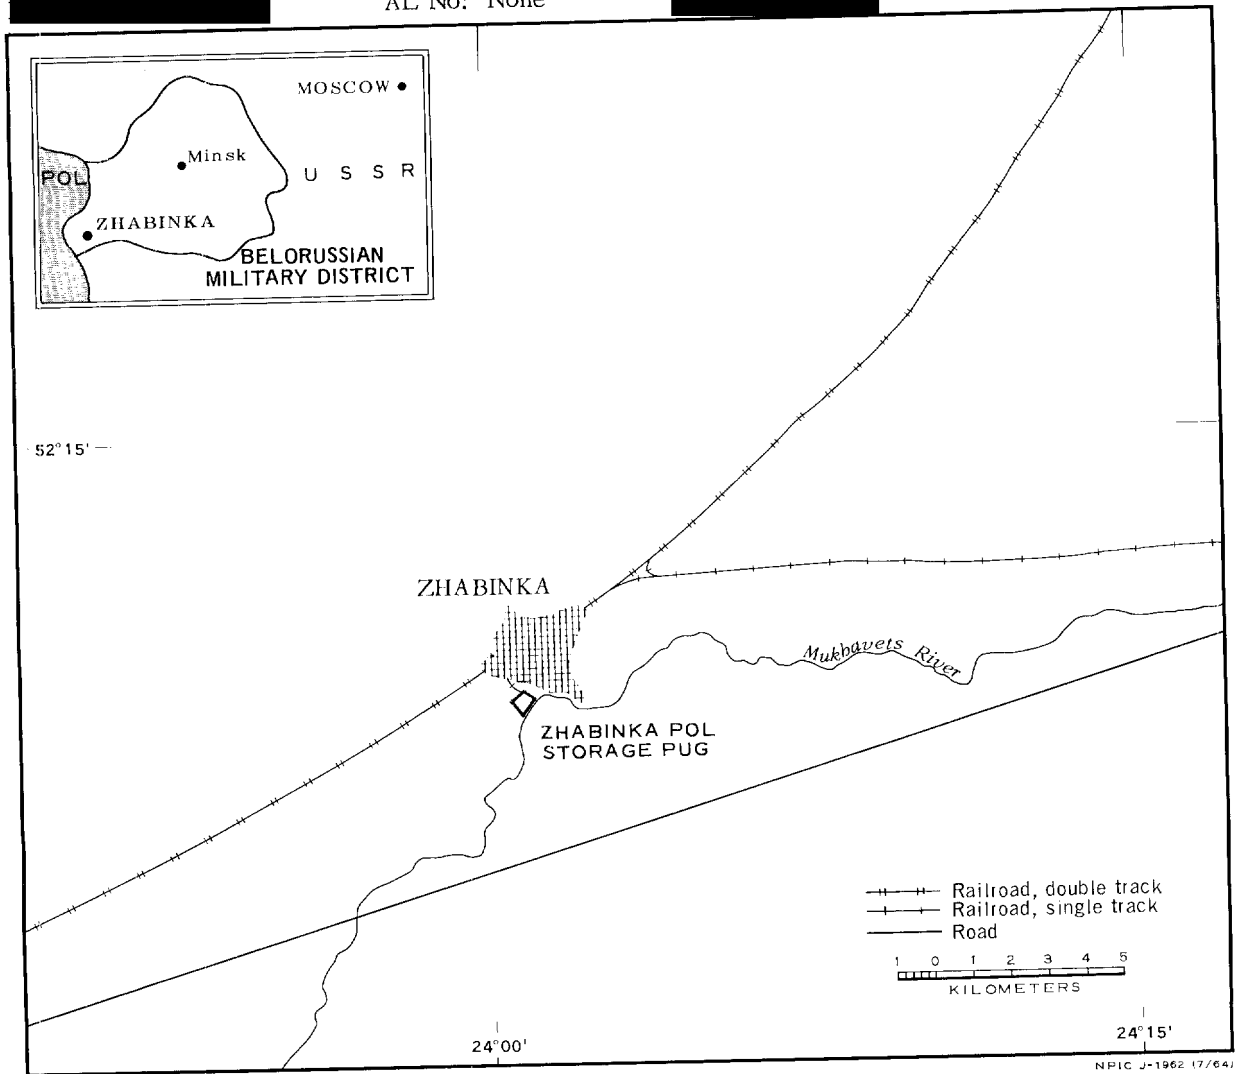 AL No: None
MOSCOW
Minsk
USSR
POL
ZHABINKA
BELORUSSIAN
MILITARY DISTRICT
52°15'
ZHABINKA
Mukhavets River
ZHABINKA POL
STORAGE PUG
Railroad, double track
Railroad, single track
Road
1 0 1 2 3 4 5
KILOMETERS
24°00'
24°15'
NPIC J-1962 (7/64)